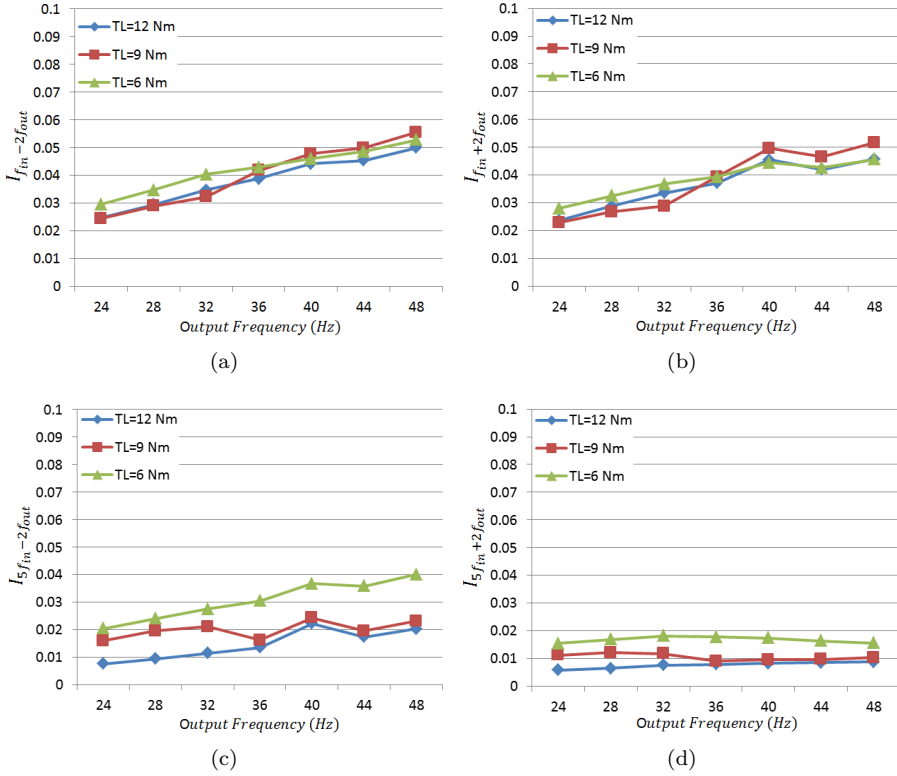 0.1
0.09
0.08
0.07
0.06
0.05
0.04
0.03
0.02
0.01
0
TL=12 Nm
TL=9 Nm
TL=6 Nm
I_{f_{in}-2f_{out}}
24 28 32 36 40 44 48
Output Frequency (Hz)
(a)
0.1
0.09
0.08
0.07
0.06
0.05
0.04
0.03
0.02
0.01
0
TL=12 Nm
TL=9 Nm
TL=6 Nm
I_{f_{in}+2f_{out}}
24 28 32 36 40 44 48
Output Frequency (Hz)
(b)
0.1
0.09
0.08
0.07
0.06
0.05
0.04
0.03
0.02
0.01
0
TL=12 Nm
TL=9 Nm
TL=6 Nm
I_{5f_{in}-2f_{out}}
24 28 32 36 40 44 48
Output Frequency (Hz)
(c)
0.1
0.09
0.08
0.07
0.06
0.05
0.04
0.03
0.02
0.01
0
TL=12 Nm
TL=9 Nm
TL=6 Nm
I_{5f_{in}+2f_{out}}
24 28 32 36 40 44 48
Output Frequency (Hz)
(d)